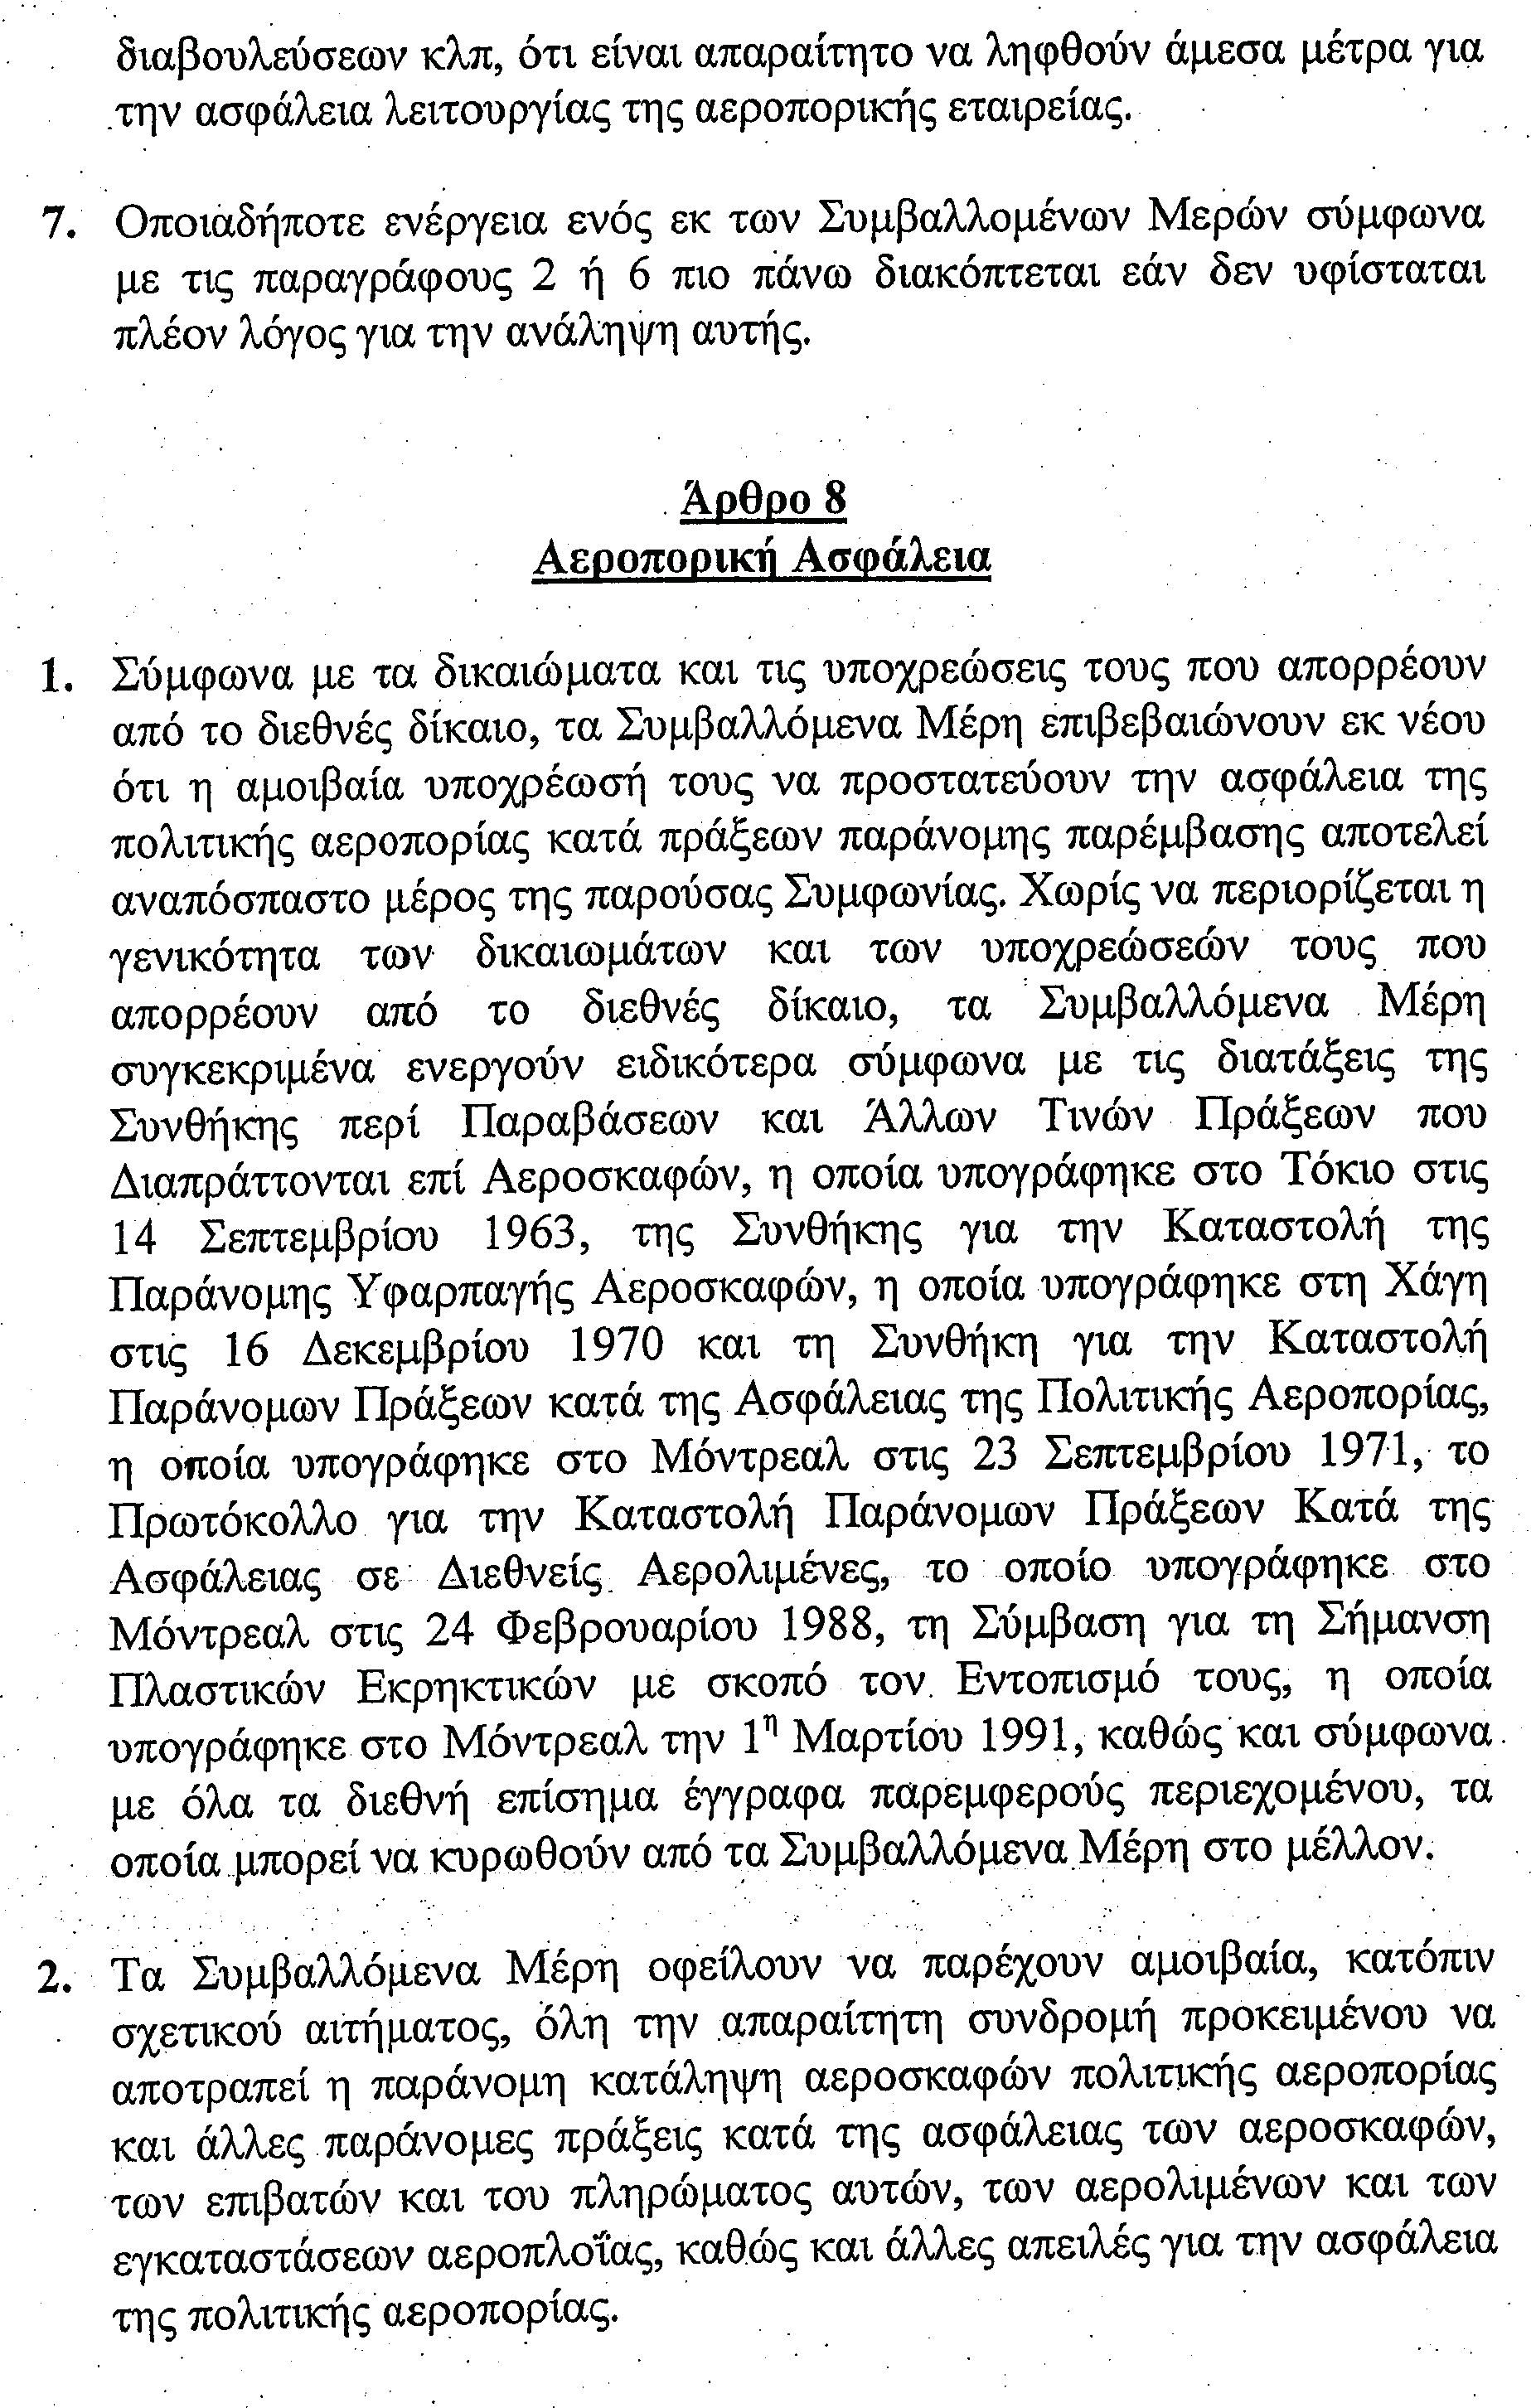 διαβουλεύσεων κλπ, ότι είναι απαραίτητο να ληφθούν άμεσα μέτρα για
την ασφάλεια λειτουργίας της αεροπορικής εταιρείας.
7. Οποιαδήποτε ενέργεια ενός εκ των Συμβαλλομένων Μερών σύμφωνα
με τις παραγράφους 2 ή 6 πιο πάνω διακόπτεται εάν δεν υφίσταται
πλέον λόγος για την ανάληψη αυτής.
Άρθρο 8
Αεροπορική Ασφάλεια
1. Σύμφωνα με τα δικαιώματα και τις υποχρεώσεις τους που απορρέουν
από το διεθνές δίκαιο, τα Συμβαλλόμενα Μέρη επιβεβαιώνουν εκ νέου
ότι η αμοιβαία υποχρέωσή τους να προστατεύουν την ασφάλεια της
πολιτικής αεροπορίας κατά πράξεων παράνομης παρέμβασης αποτελεί
αναπόσπαστο μέρος της παρούσας Συμφωνίας. Χωρίς να περιορίζεται η
γενικότητα των δικαιωμάτων και των υποχρεώσεών τους που
απορρέουν από το διεθνές δίκαιο, τα Συμβαλλόμενα Μέρη
συγκεκριμένα ενεργούν ειδικότερα σύμφωνα με τις διατάξεις της
Συνθήκης περί Παραβάσεων και Άλλων Τινών Πράξεων που
Διαπράττονται επί Αεροσκαφών, η οποία υπογράφηκε στο Τόκιο στις
14 Σεπτεμβρίου 1963, της Συνθήκης για την Καταστολή της
Παράνομης Υφαρπαγής Αεροσκαφών, η οποία υπογράφηκε στη Χάγη
στις 16 Δεκεμβρίου 1970 και τη Συνθήκη για την Καταστολή
Παράνομων Πράξεων κατά της Ασφάλειας της Πολιτικής Αεροπορίας,
η οποία υπογράφηκε στο Μόντρεαλ στις 23 Σεπτεμβρίου 1971, το
Πρωτόκολλο για την Καταστολή Παράνομων Πράξεων Κατά της
Ασφάλειας σε Διεθνείς Αερολιμένες, το οποίο υπογράφηκε στο
Μόντρεαλ στις 24 Φεβρουαρίου 1988, τη Σύμβαση για τη Σήμανση
Πλαστικών Εκρηκτικών με σκοπό τον Εντοπισμό τους, η οποία
υπογράφηκε στο Μόντρεαλ την 1η Μαρτίου 1991, καθώς και σύμφωνα
με όλα τα διεθνή επίσημα έγγραφα παρεμφερούς περιεχομένου, τα
οποία μπορεί να κυρωθούν από τα Συμβαλλόμενα Μέρη στο μέλλον.
2. Τα Συμβαλλόμενα Μέρη οφείλουν να παρέχουν αμοιβαία, κατόπιν
σχετικού αιτήματος, όλη την απαραίτητη συνδρομή προκειμένου να
αποτραπεί η παράνομη κατάληψη αεροσκαφών πολιτικής αεροπορίας
και άλλες παράνομες πράξεις κατά της ασφάλειας των αεροσκαφών,
των επιβατών και του πληρώματος αυτών, των αερολιμένων και των
εγκαταστάσεων αεροπλοΐας, καθώς και άλλες απειλές για την ασφάλεια
της πολιτικής αεροπορίας.